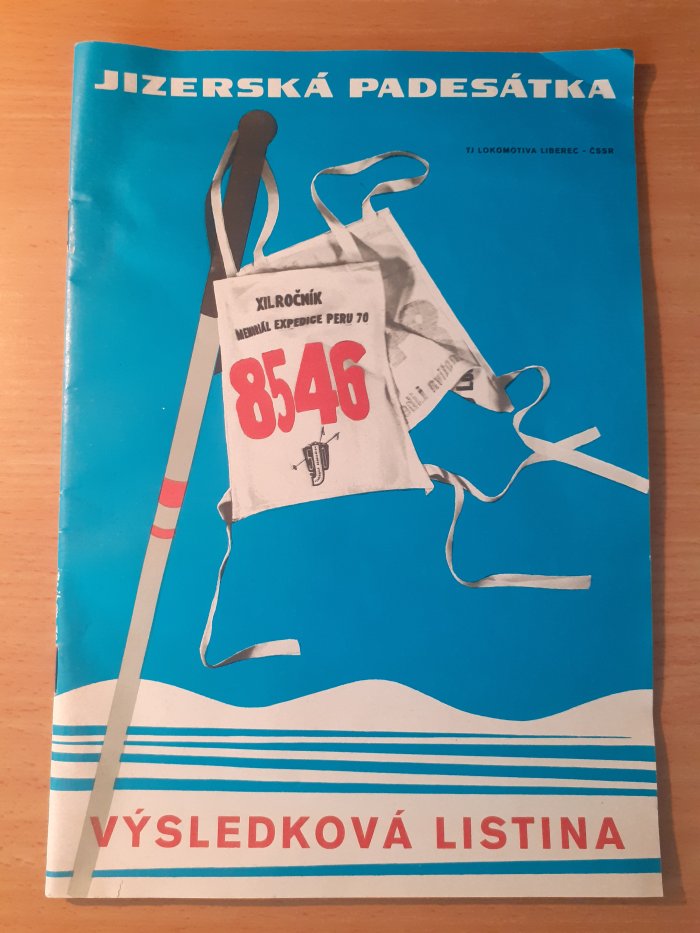 JIZERSKÁ PADESÁTKA
TJ LOKOMOTIVA LIBEREC - ČSSR
XII.ROČNÍK
MEMORIÁL EXPEDICE PERU 70
8546
VÝSLEDKOVÁ LISTINA